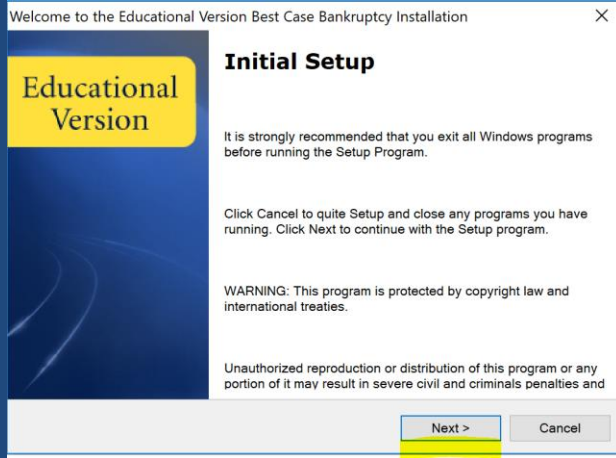 Welcome to the Educational Version Best Case Bankruptcy Installation
Educational
Version
Initial Setup
It is strongly recommended that you exit all Windows programs
before running the Setup Program.
Click Cancel to quite Setup and close any programs you have
running. Click Next to continue with the Setup program.
WARNING: This program is protected by copyright law and
international treaties.
Unauthorized reproduction or distribution of this program or any
portion of it may result in severe civil and criminals penalties and
Next >
Cancel